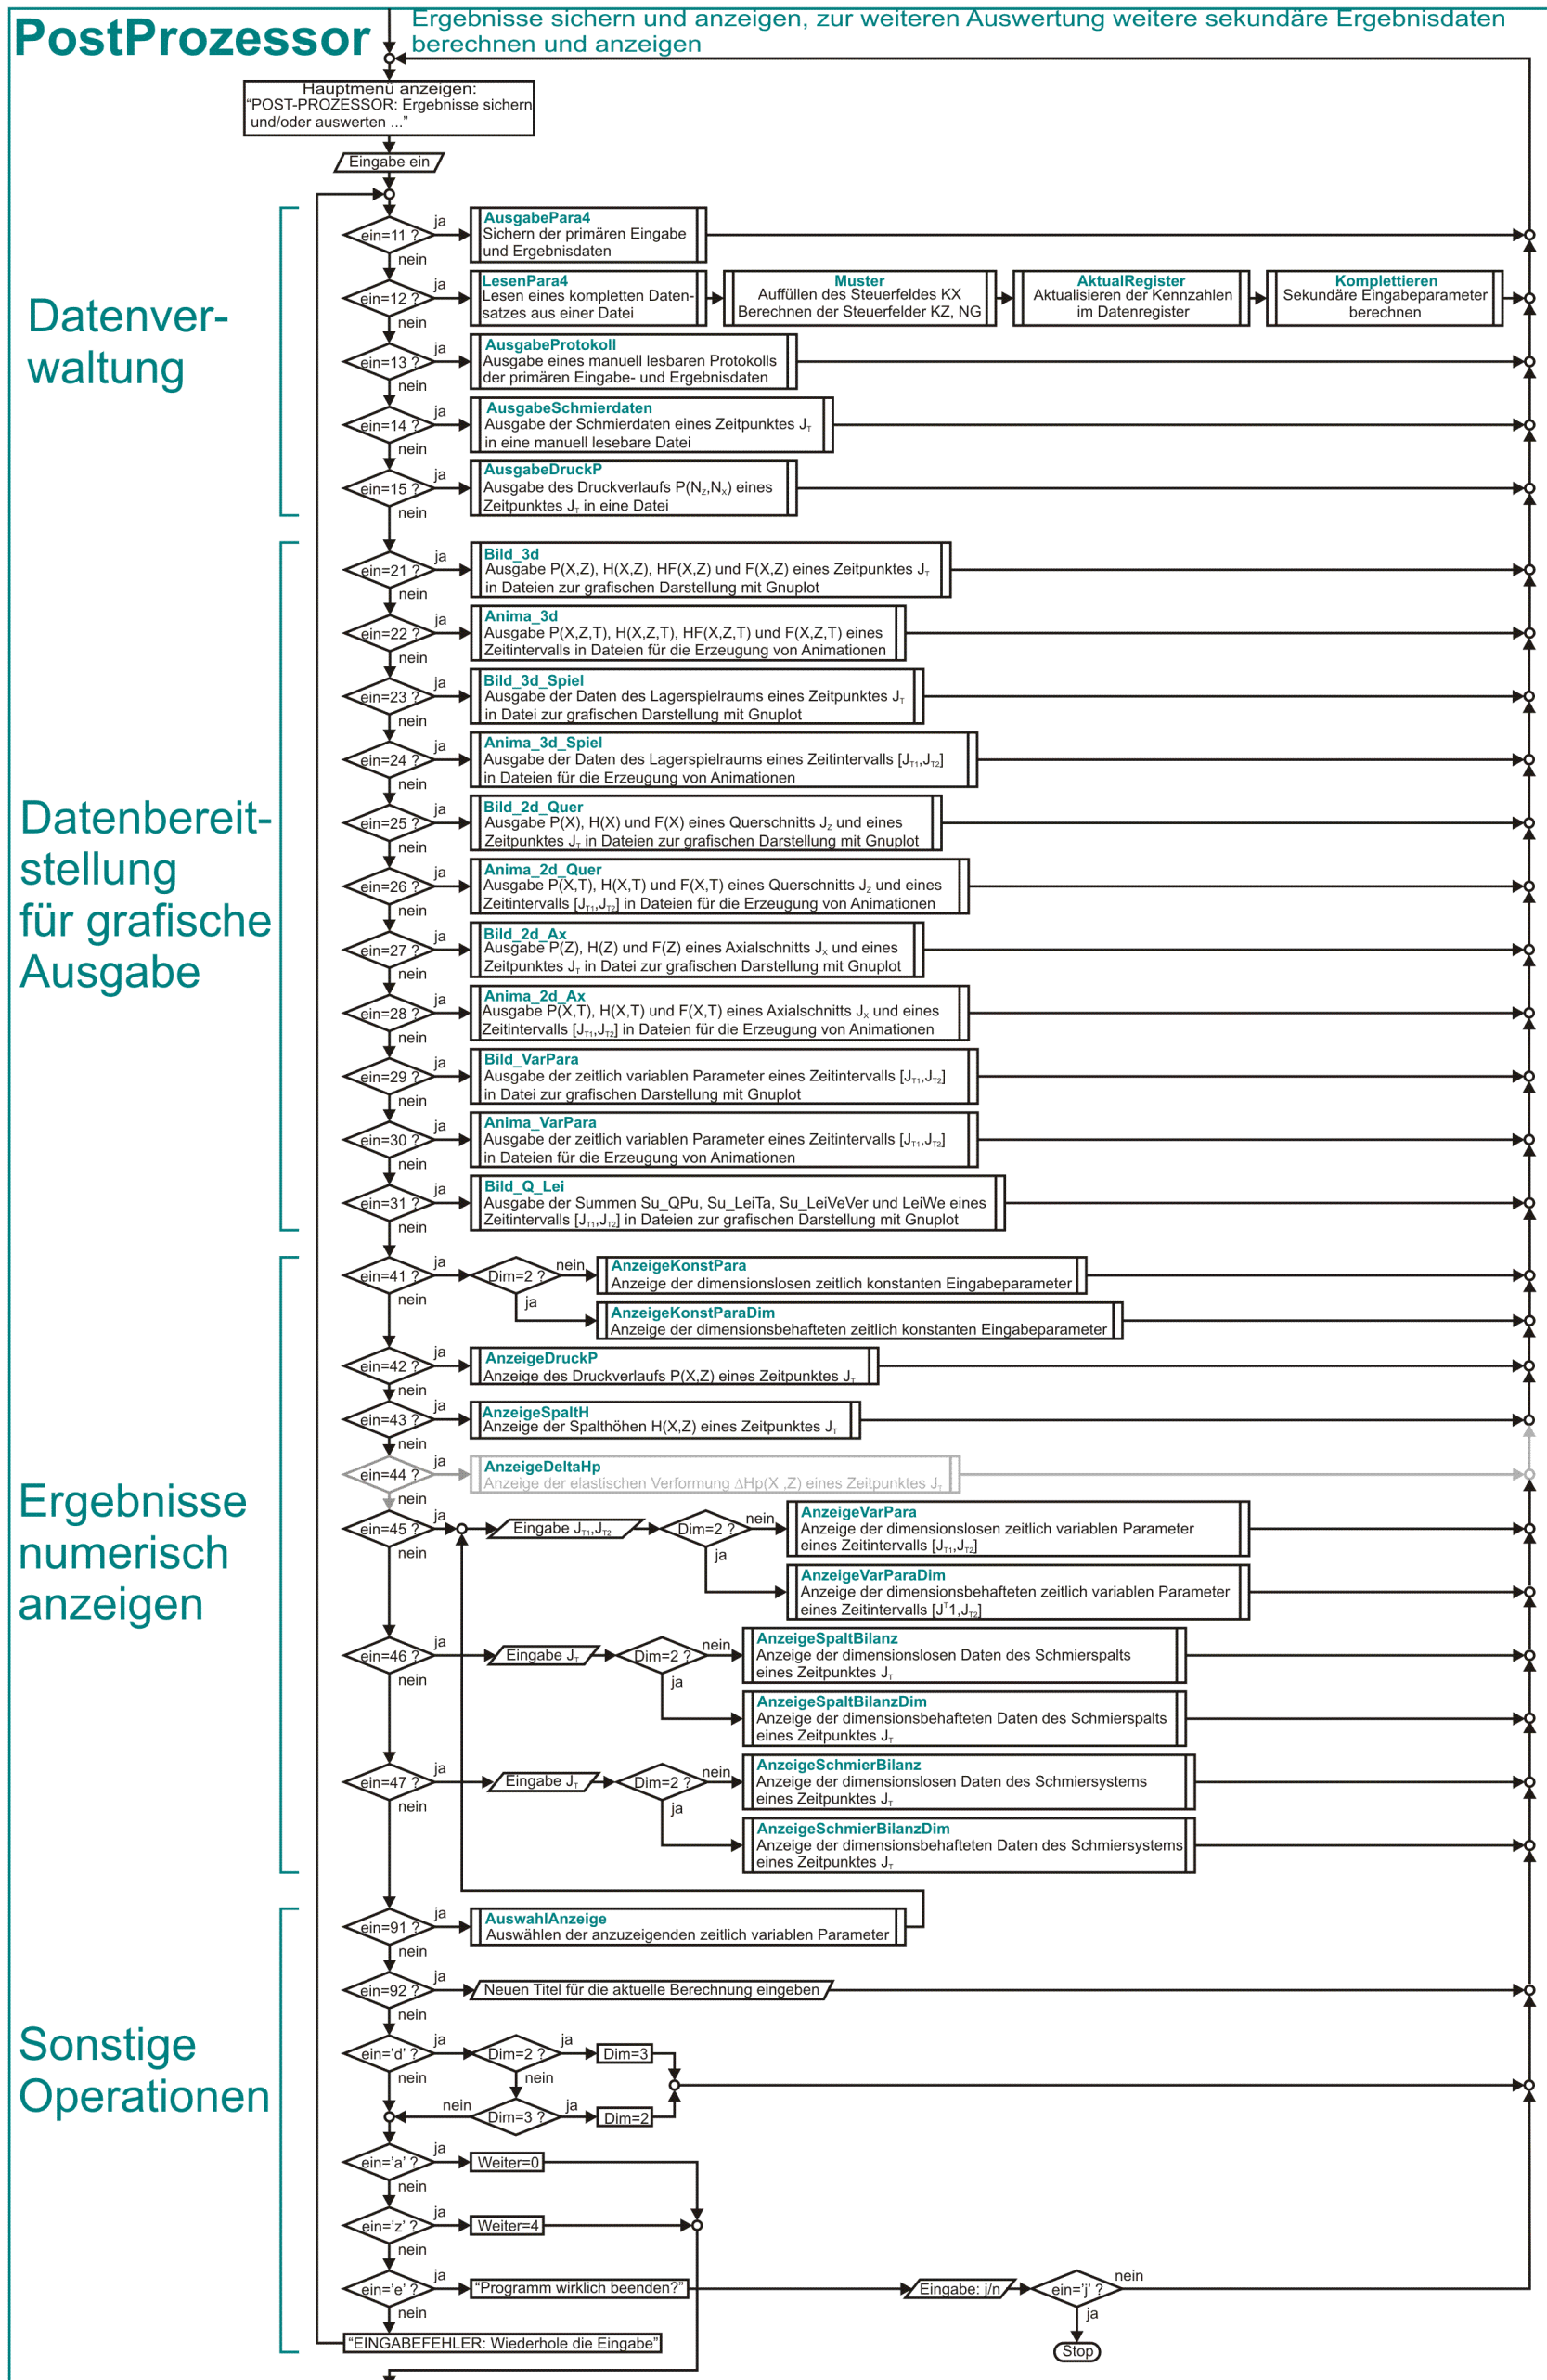 PostProzessor
Ergebnisse sichern und anzeigen, zur weiteren Auswertung weitere sekundäre Ergebnisdaten
berechnen und anzeigen
Hauptmenü anzeigen:
“POST-PROZESSOR: Ergebnisse sichern
und/oder auswerten ...”
Eingabe ein
Datenver-
waltung
ein=11 ?
ja
nein
AusgabePara4
Sichern der primären Eingabe
und Ergebnisdaten
ein=12 ?
ja
nein
LesenPara4
Lesen eines kompletten Daten-
satzes aus einer Datei
Muster
Auffüllen des Steuerfeldes KX
Berechnen der Steuerfelder KZ, NG
AktualRegister
Aktualisieren der Kennzahlen
im Datenregister
Komplettieren
Sekundäre Eingabeparameter
berechnen
ein=13 ?
ja
nein
AusgabeProtokoll
Ausgabe eines manuell lesbaren Protokolls
der primären Eingabe- und Ergebnisdaten
ein=14 ?
ja
nein
AusgabeSchmierdaten
Ausgabe der Schmierdaten eines Zeitpunktes JT
in eine manuell lesebare Datei
ein=15 ?
ja
nein
AusgabeDruckP
Ausgabe des Druckverlaufs P(NZ,NX) eines
Zeitpunktes JT in eine Datei
Datenbereit-
stellung
für grafische
Ausgabe
ein=21 ?
ja
nein
Bild_3d
Ausgabe P(X,Z), H(X,Z), HF(X,Z) und F(X,Z) eines Zeitpunktes JT
in Dateien zur grafischen Darstellung mit Gnuplot
ein=22 ?
ja
nein
Anima_3d
Ausgabe P(X,Z,T), H(X,Z,T), HF(X,Z,T) und F(X,Z,T) eines
Zeitintervalls in Dateien für die Erzeugung von Animationen
ein=23 ?
ja
nein
Bild_3d_Spiel
Ausgabe der Daten des Lagerspielraums eines Zeitpunktes JT
in Datei zur grafischen Darstellung mit Gnuplot
ein=24 ?
ja
nein
Anima_3d_Spiel
Ausgabe der Daten des Lagerspielraums eines Zeitintervalls [JT1,JT2]
in Dateien für die Erzeugung von Animationen
ein=25 ?
ja
nein
Bild_2d_Quer
Ausgabe P(X), H(X) und F(X) eines Querschnitts JZ und eines
Zeitpunktes JT in Dateien zur grafischen Darstellung mit Gnuplot
ein=26 ?
ja
nein
Anima_2d_Quer
Ausgabe P(X,T), H(X,T) und F(X,T) eines Querschnitts JZ und eines
Zeitintervalls [JT1,JT2] in Dateien für die Erzeugung von Animationen
ein=27 ?
ja
nein
Bild_2d_Ax
Ausgabe P(Z), H(Z) und F(Z) eines Axialschnitts JX und eines
Zeitpunktes JT in Datei zur grafischen Darstellung mit Gnuplot
ein=28 ?
ja
nein
Anima_2d_Ax
Ausgabe P(X,T), H(X,T) und F(X,T) eines Axialschnitts JX und eines
Zeitintervalls [JT1,JT2] in Dateien für die Erzeugung von Animationen
ein=29 ?
ja
nein
Bild_VarPara
Ausgabe der zeitlich variablen Parameter eines Zeitintervalls [JT1,JT2]
in Datei zur grafischen Darstellung mit Gnuplot
ein=30 ?
ja
nein
Anima_VarPara
Ausgabe der zeitlich variablen Parameter eines Zeitintervalls [JT1,JT2]
in Dateien für die Erzeugung von Animationen
ein=31 ?
ja
nein
Bild_Q_Lei
Ausgabe der Summen Su_QPu, Su_LeiTa, Su_LeiVeVer und LeiWe eines
Zeitintervalls [JT1,JT2] in Dateien zur grafischen Darstellung mit Gnuplot
Ergebnisse
numerisch
anzeigen
ein=41 ?
ja
nein
Dim=2 ?
nein
ja
AnzeigeKonstPara
Anzeige der dimensionslosen zeitlich konstanten Eingabeparameter
AnzeigeKonstParaDim
Anzeige der dimensionsbehafteten zeitlich konstanten Eingabeparameter
ein=42 ?
ja
nein
AnzeigeDruckP
Anzeige des Druckverlaufs P(X,Z) eines Zeitpunktes JT
ein=43 ?
ja
nein
AnzeigeSpaltH
Anzeige der Spalthöhen H(X,Z) eines Zeitpunktes JT
ein=44 ?
ja
nein
AnzeigeDeltaHp
Anzeige der elastischen Verformung ΔHp(X ,Z) eines Zeitpunktes JT
ein=45 ?
ja
nein
Eingabe JT1,JT2
Dim=2 ?
nein
ja
AnzeigeVarPara
Anzeige der dimensionslosen zeitlich variablen Parameter
eines Zeitintervalls [JT1,JT2]
AnzeigeVarParaDim
Anzeige der dimensionsbehafteten zeitlich variablen Parameter
eines Zeitintervalls [JT1,JT2]
ein=46 ?
ja
nein
Eingabe JT
Dim=2 ?
nein
ja
AnzeigeSpaltBilanz
Anzeige der dimensionslosen Daten des Schmierspalts
eines Zeitpunktes JT
AnzeigeSpaltBilanzDim
Anzeige der dimensionsbehafteten Daten des Schmierspalts
eines Zeitpunktes JT
ein=47 ?
ja
nein
Eingabe JT
Dim=2 ?
nein
ja
AnzeigeSchmierBilanz
Anzeige der dimensionslosen Daten des Schmiersystems
eines Zeitpunktes JT
AnzeigeSchmierBilanzDim
Anzeige der dimensionsbehafteten Daten des Schmiersystems
eines Zeitpunktes JT
Sonstige
Operationen
ein=91 ?
ja
nein
AuswahlAnzeige
Auswählen der anzuzeigenden zeitlich variablen Parameter
ein=92 ?
ja
nein
Neuen Titel für die aktuelle Berechnung eingeben
ein=’d’ ?
ja
nein
Dim=2 ?
ja
nein
Dim=3
Dim=3 ?
nein
ja
Dim=2
ein=’a’ ?
ja
nein
Weiter=0
ein=’z’ ?
ja
nein
Weiter=4
ein=’e’ ?
ja
nein
“Programm wirklich beenden?”
Eingabe: j/n
ein=’j’ ?
nein
ja
Stop
“EINGABEFEHLER: Wiederhole die Eingabe”